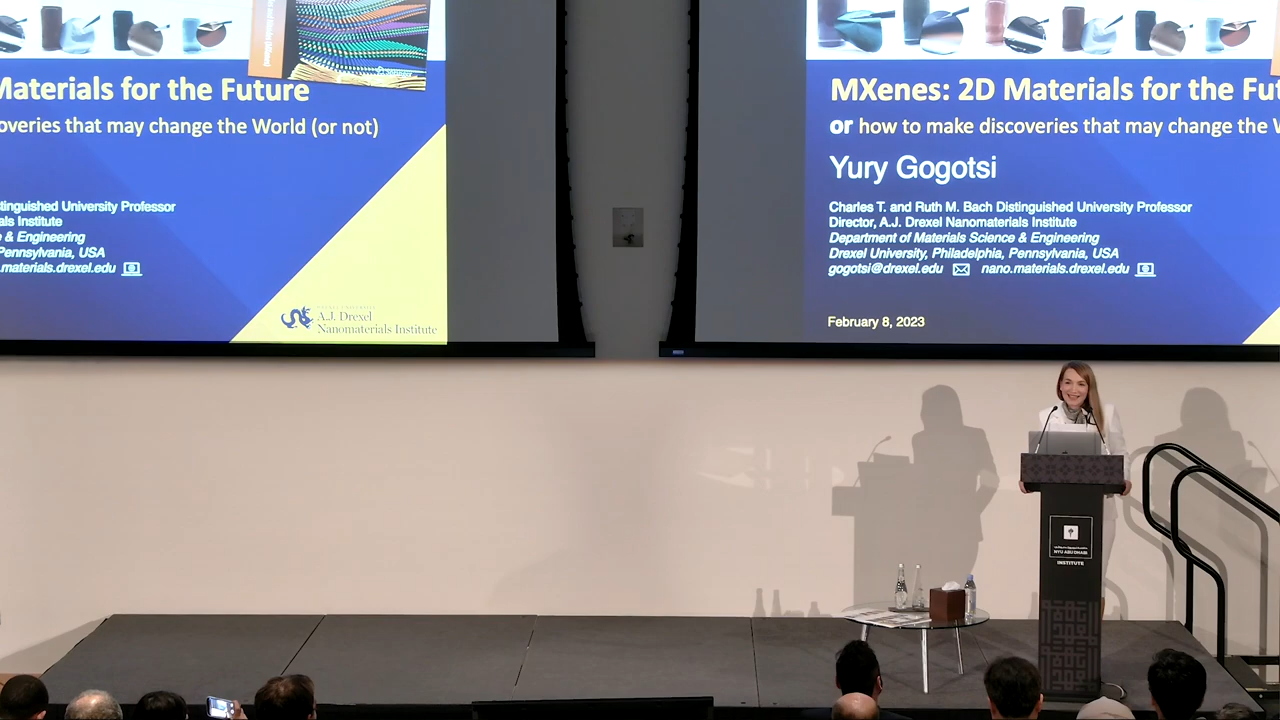 Materials for the Future
overies that may change the World (or not)
tinguished University Professor
als Institute
& Engineering
Pennsylvania, USA
.materials.drexel.edu
A.J. Drexel
Nanomaterials Institute
MXenes: 2D Materials for the Fut
or how to make discoveries that may change the W
Yury Gogotsi
Charles T. and Ruth M. Bach Distinguished University Professor
Director, A.J. Drexel Nanomaterials Institute
Department of Materials Science & Engineering
Drexel University, Philadelphia, Pennsylvania, USA
gogotsi@drexel.edu nano.materials.drexel.edu
February 8, 2023
NYU ABU DHABI
INSTITUTE